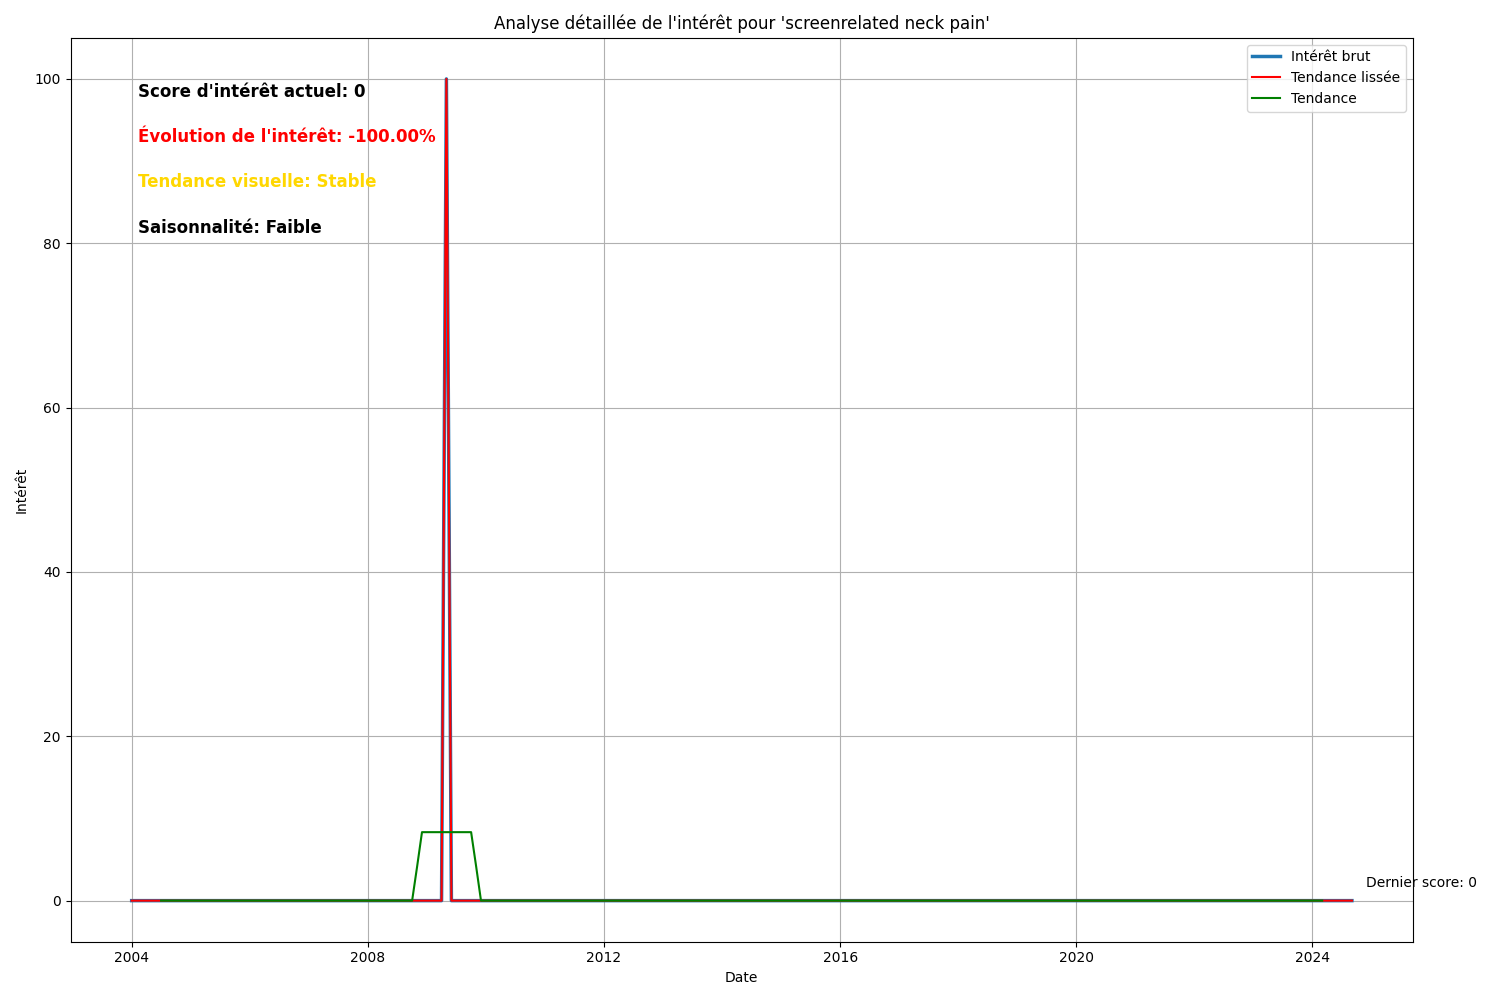 Analyse détaillée de l'intérêt pour 'screenrelated neck pain'
Intérêt brut
Tendance lissée
Tendance
Score d'intérêt actuel: 0
Évolution de l'intérêt: -100.00%
Tendance visuelle: Stable
Saisonnalité: Faible
100
80
60
40
20
0
Intérêt
Dernier score: 0
2004
2008
2012
2016
2020
2024
Date